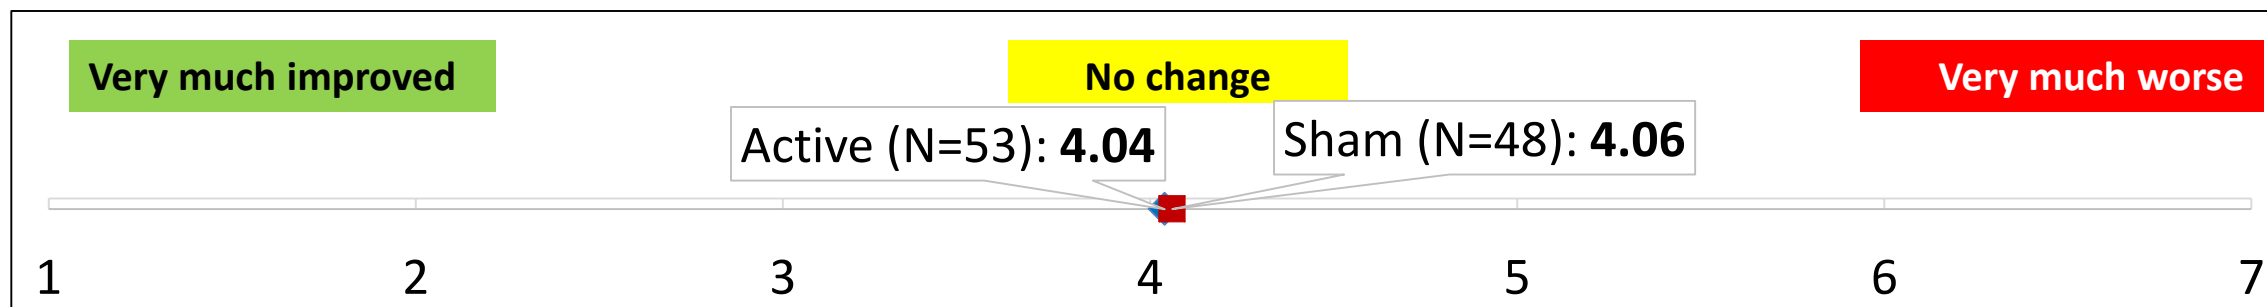 Very much improved
No change
Very much worse
Active (N=53): 4.04
Sham (N=48): 4.06
1 2 3 4 5 6 7